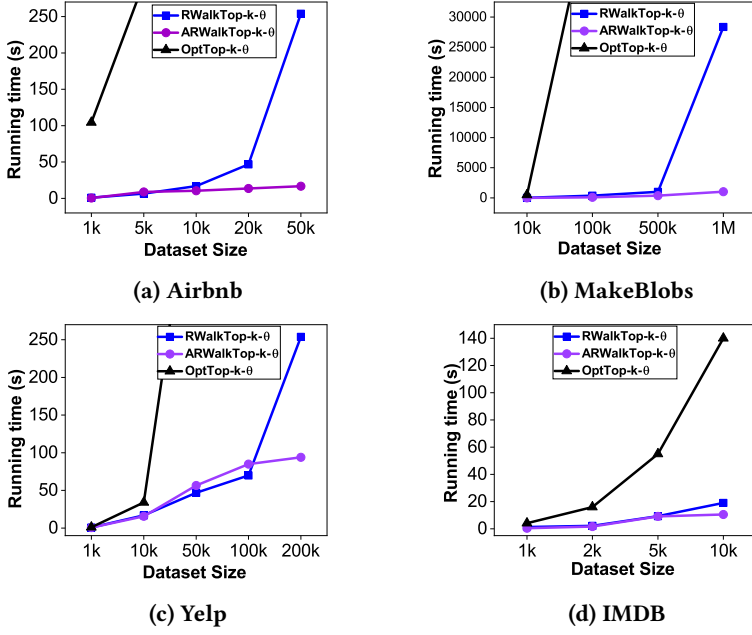 RWalkTop-k-θ
ARWalkTop-k-θ
OptTop-k-θ
Running time (s)
250
200
150
100
50
0
1k 5k 10k 20k 50k
Dataset Size
(a) Airbnb
RWalkTop-k-θ
ARWalkTop-k-θ
OptTop-k-θ
Running time (s)
30000
25000
20000
15000
10000
5000
0
10k 100k 500k 1M
Dataset Size
(b) MakeBlobs
RWalkTop-k-θ
ARWalkTop-k-θ
OptTop-k-θ
Running time (s)
250
200
150
100
50
0
1k 10k 50k 100k 200k
Dataset Size
(c) Yelp
RWalkTop-k-θ
ARWalkTop-k-θ
OptTop-k-θ
Running time (s)
140
120
100
80
60
40
20
0
1k 2k 5k 10k
Dataset Size
(d) IMDB